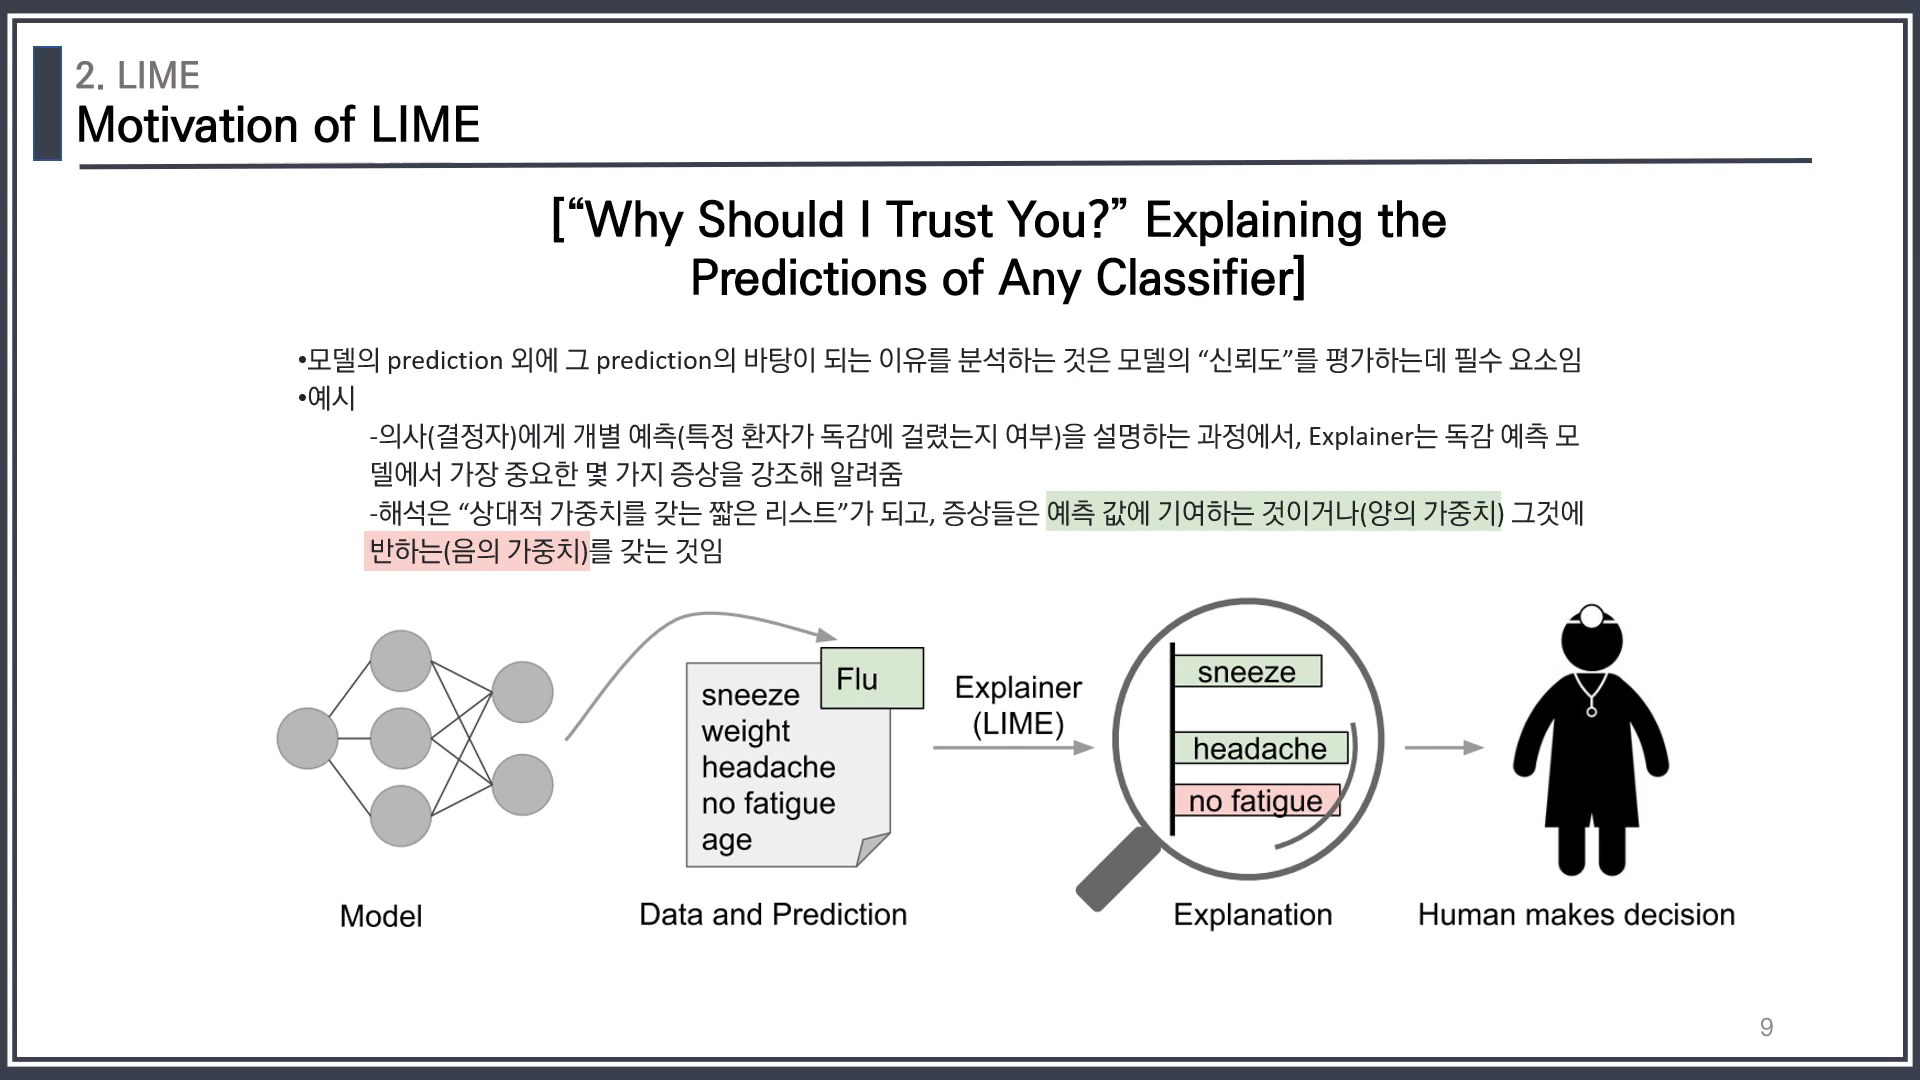 2. LIME
Motivation of LIME
[“Why Should I Trust You?” Explaining the
Predictions of Any Classifier]
•모델의 prediction 외에 그 prediction의 바탕이 되는 이유를 분석하는 것은 모델의 “신뢰도”를 평가하는데 필수 요소임
•예시
-의사(결정자)에게 개별 예측(특정 환자가 독감에 걸렸는지 여부)을 설명하는 과정에서, Explainer는 독감 예측 모
델에서 가장 중요한 몇 가지 증상을 강조해 알려줌
-해석은 “상대적 가중치를 갖는 짧은 리스트”가 되고, 증상들은 예측 값에 기여하는 것이거나(양의 가중치) 그것에
반하는(음의 가중치)를 갖는 것임
Flu
sneeze
weight
headache
no fatigue
age
Explainer
(LIME)
sneeze
headache
no fatigue
Model
Data and Prediction
Explanation
Human makes decision
9